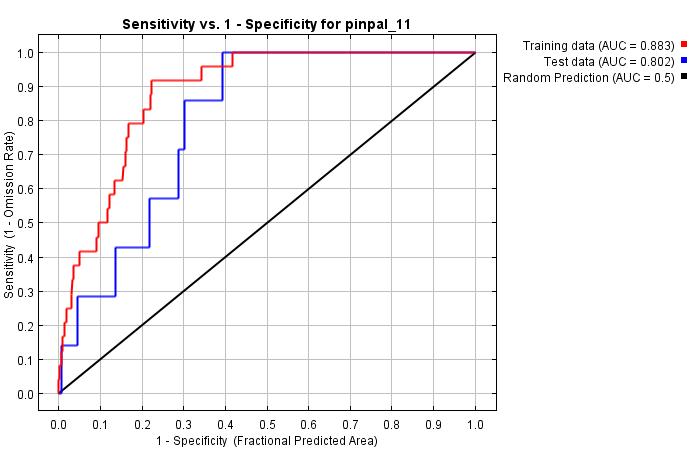 Sensitivity vs. 1 - Specificity for pinpal_11
Training data (AUC = 0.883)
Test data (AUC = 0.802)
Random Prediction (AUC = 0.5)
Sensitivity (1 - Omission Rate)
1.0
0.9
0.8
0.7
0.6
0.5
0.4
0.3
0.2
0.1
0.0
0.0 0.1 0.2 0.3 0.4 0.5 0.6 0.7 0.8 0.9 1.0
1 - Specificity (Fractional Predicted Area)